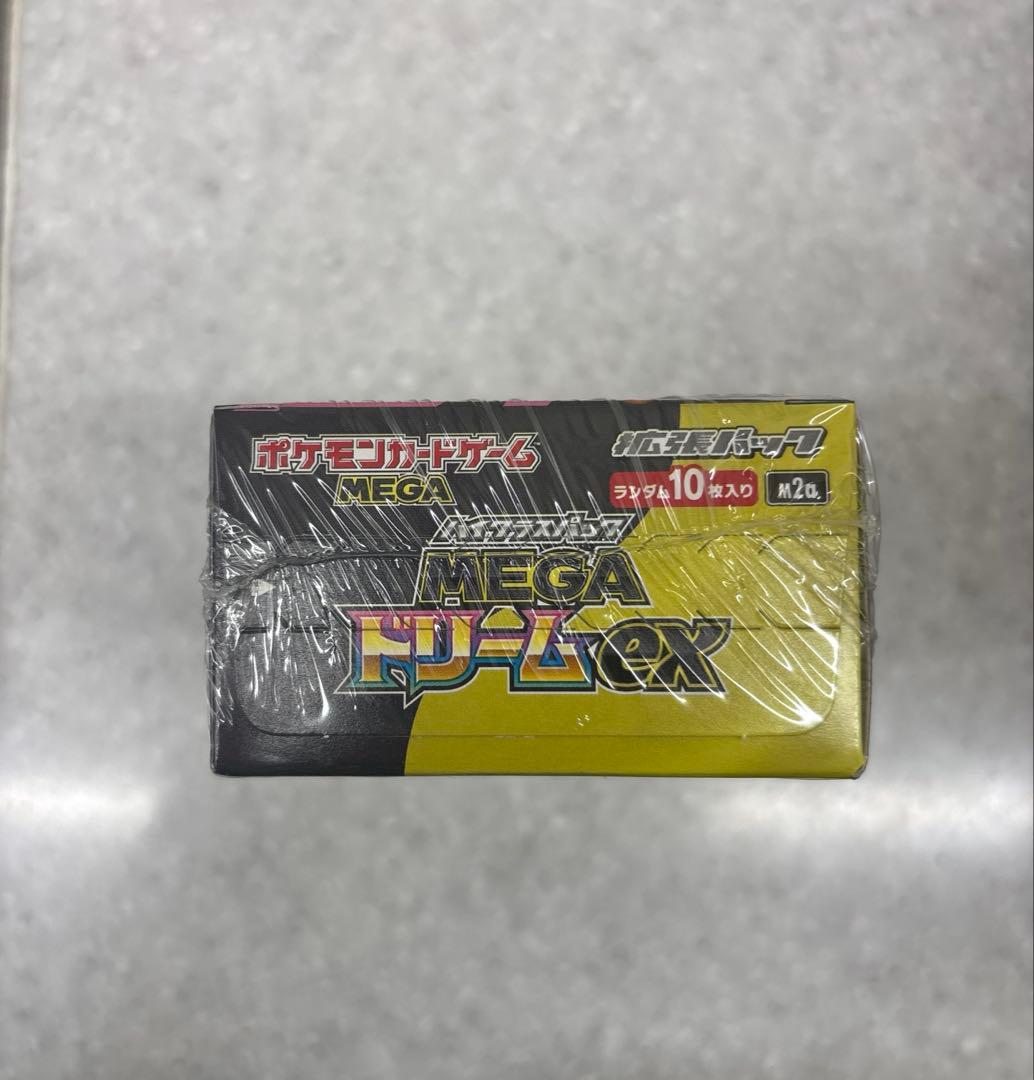 ポケモンカードゲーム
MEGA
拡張パック
ランダム10枚入り
M2a
ハイクラスパック
MEGA
ドリームex